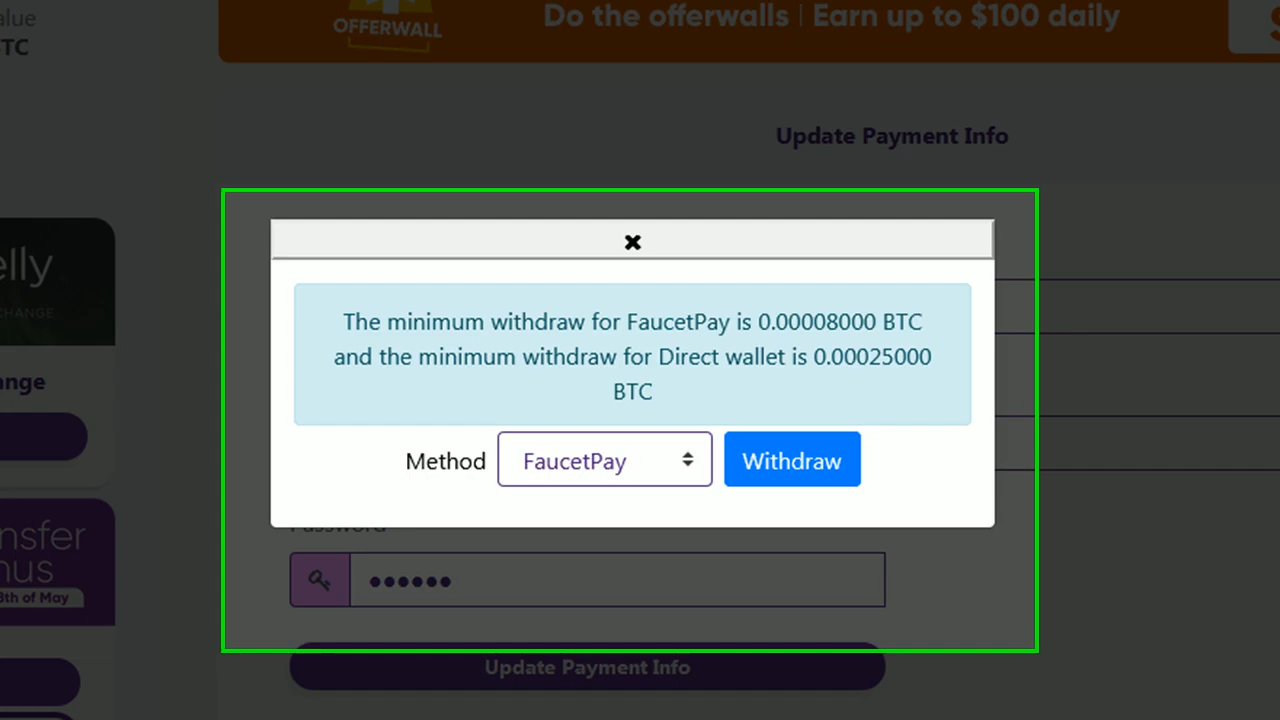 alue
TC
OFFERWALL
Do the offerwalls | Earn up to $100 daily
Update Payment Info
elly
CHANGE
ange
The minimum withdraw for FaucetPay is 0.00008000 BTC
and the minimum withdraw for Direct wallet is 0.00025000
BTC
Method FaucetPay Withdraw
Password
nsfer
nus
8th of May
Update Payment Info